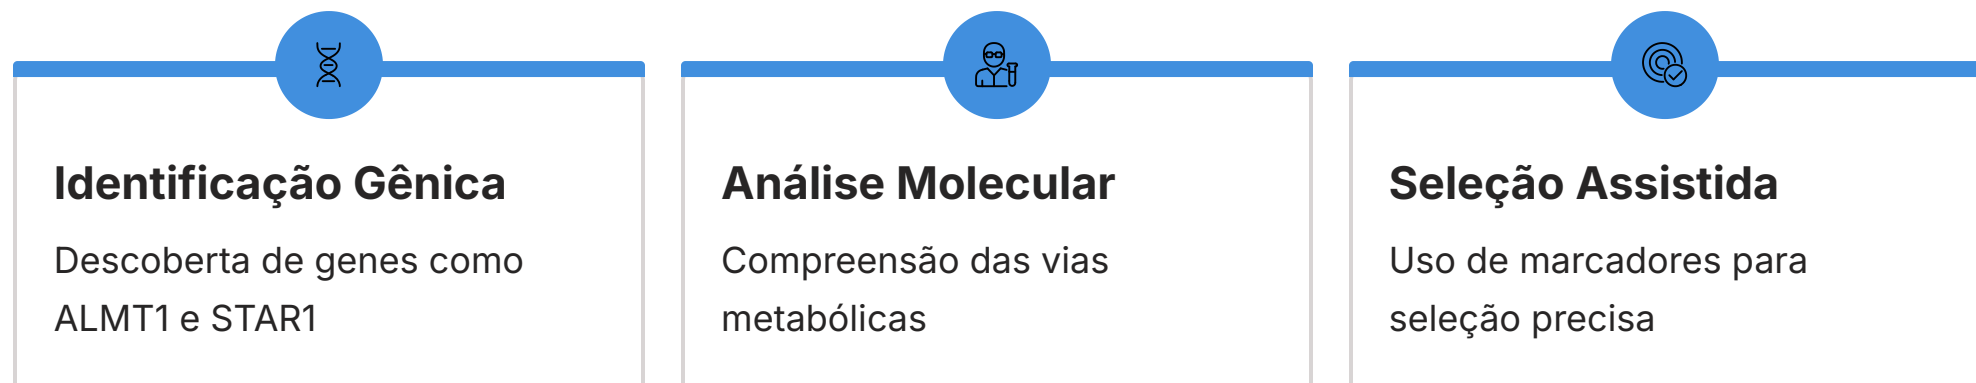 Identificação Gênica
Descoberta de genes como
ALMT1 e STAR1
Análise Molecular
Compreensão das vias
metabólicas
Seleção Assistida
Uso de marcadores para
seleção precisa